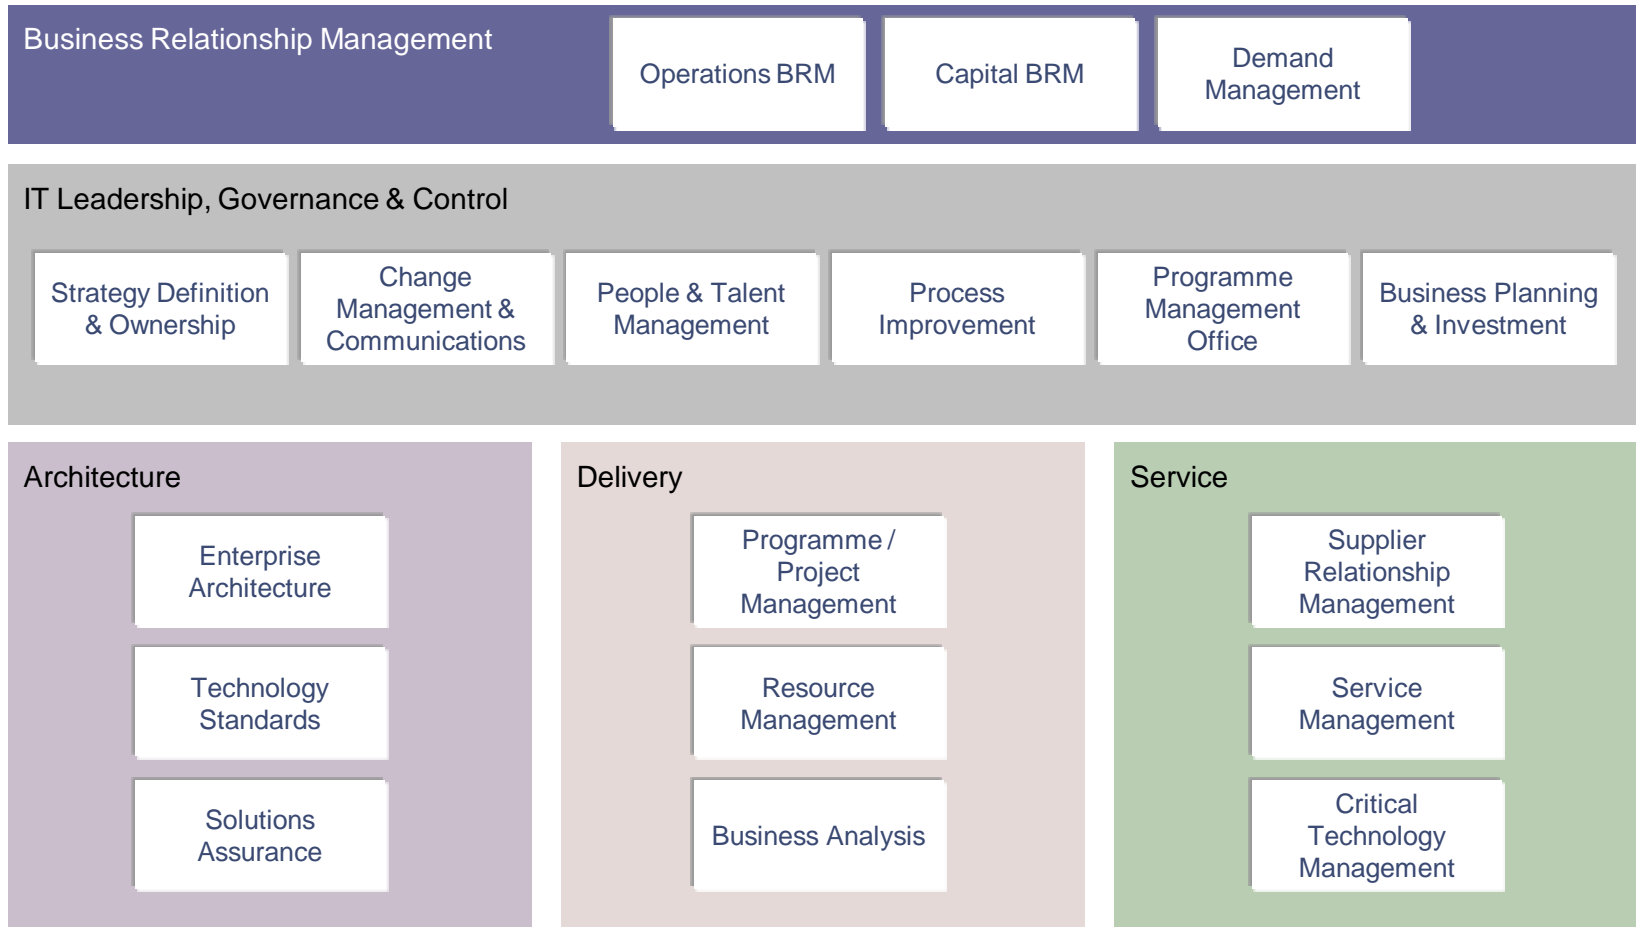 Business Relationship Management
Operations BRM
Capital BRM
Demand
Management
IT Leadership, Governance & Control
Strategy Definition
& Ownership
Change
Management &
Communications
People & Talent
Management
Process
Improvement
Programme
Management
Office
Business Planning
& Investment
Architecture
Enterprise
Architecture
Technology
Standards
Solutions
Assurance
Delivery
Programme /
Project
Management
Resource
Management
Business Analysis
Service
Supplier
Relationship
Management
Service
Management
Critical
Technology
Management